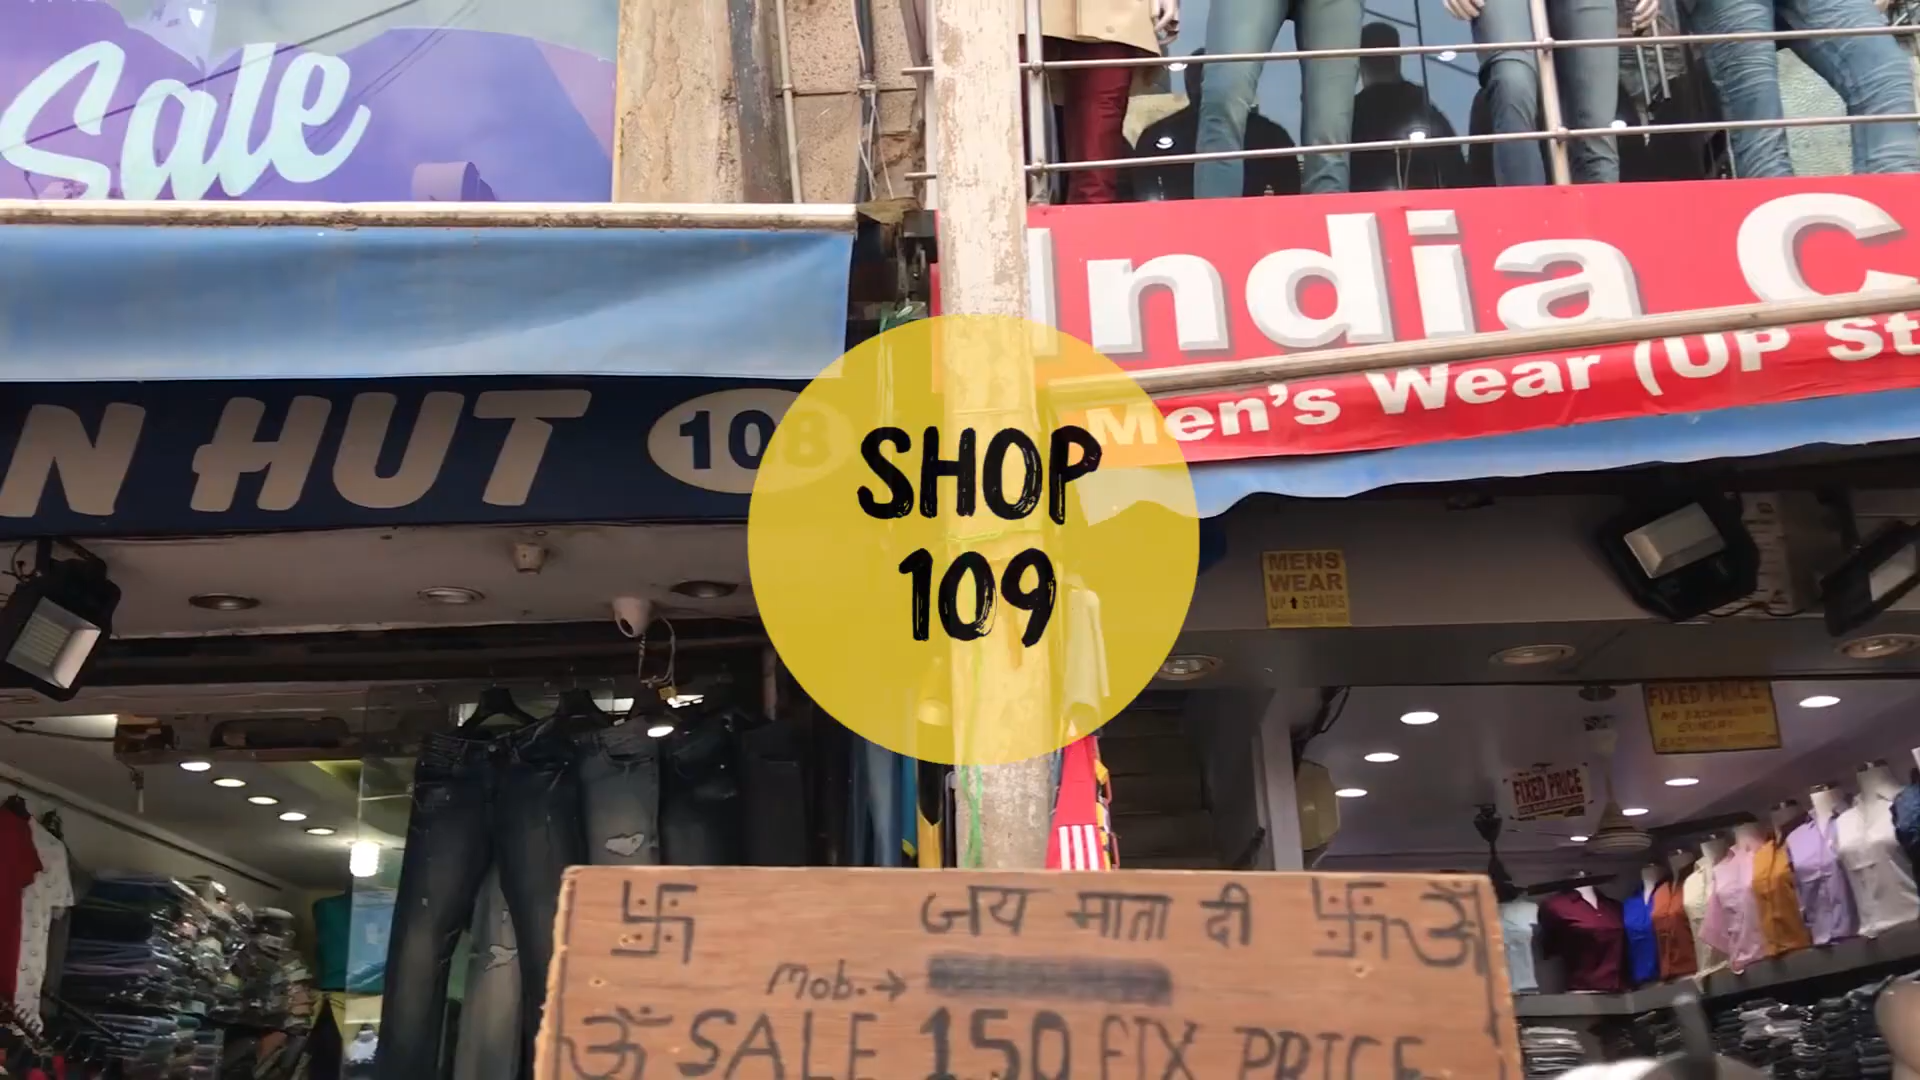 Sale
India C
Men's Wear (UP St
N HUT 108
SHOP
109
MENS
WEAR
UP STAIRS
FIXED PRICE
FIXED PRICE
जय माता दी ॐ
Mob.→
ॐ SALE 150 FIX PRICE